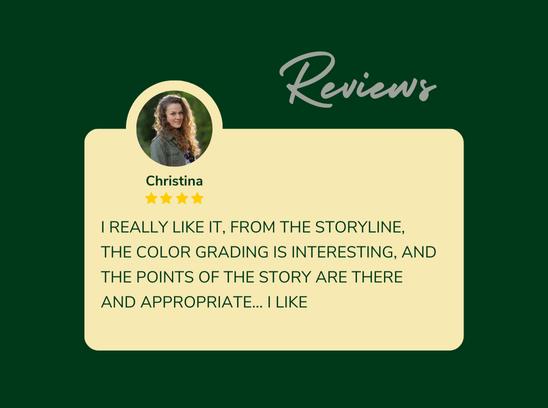 Reviews
Christina
I REALLY LIKE IT, FROM THE STORYLINE,
THE COLOR GRADING IS INTERESTING, AND
THE POINTS OF THE STORY ARE THERE
AND APPROPRIATE... I LIKE